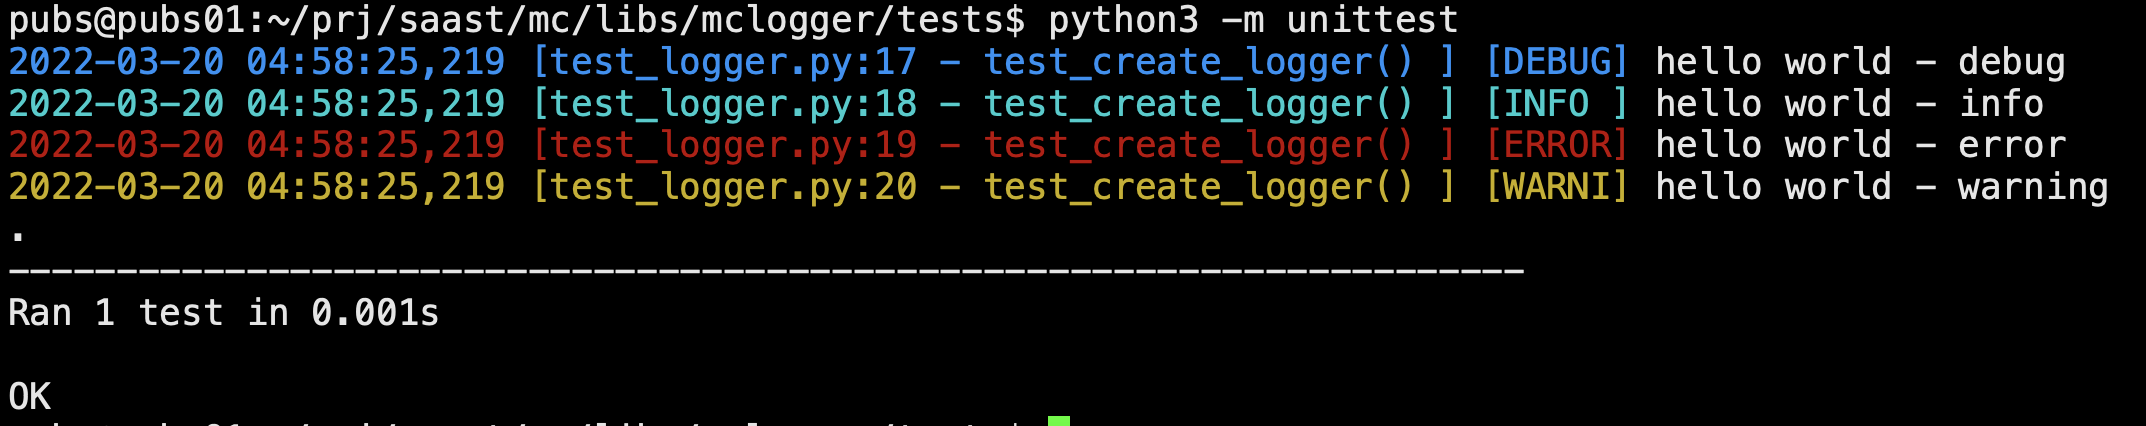 pubs@pubs01:~/prj/saast/mc/libs/mclogger/tests$ python3 -m unittest
2022-03-20 04:58:25,219 [test_logger.py:17 - test_create_logger() ] [DEBUG] hello world - debug
2022-03-20 04:58:25,219 [test_logger.py:18 - test_create_logger() ] [INFO ] hello world - info
2022-03-20 04:58:25,219 [test_logger.py:19 - test_create_logger() ] [ERROR] hello world - error
2022-03-20 04:58:25,219 [test_logger.py:20 - test_create_logger() ] [WARNI] hello world - warning
.
----------------------------------------------------------------------
Ran 1 test in 0.001s
OK